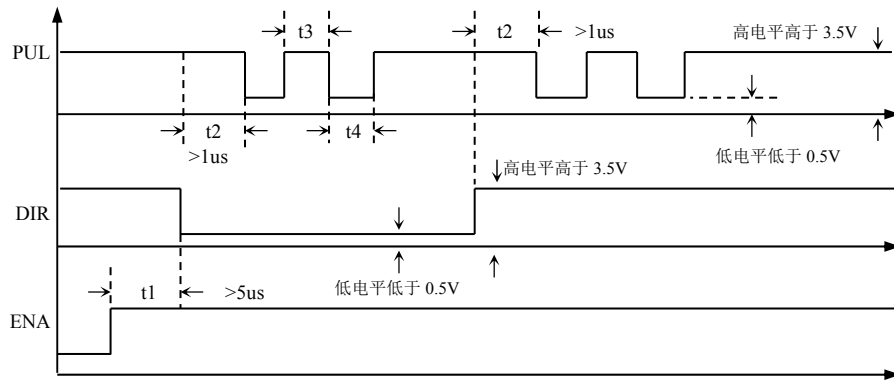 t3
t2
>1us
高电平高于 3.5V
PUL
t2
t4
>1us
低电平低于 0.5V
高电平高于 3.5V
DIR
t1
>5us
低电平低于 0.5V
ENA